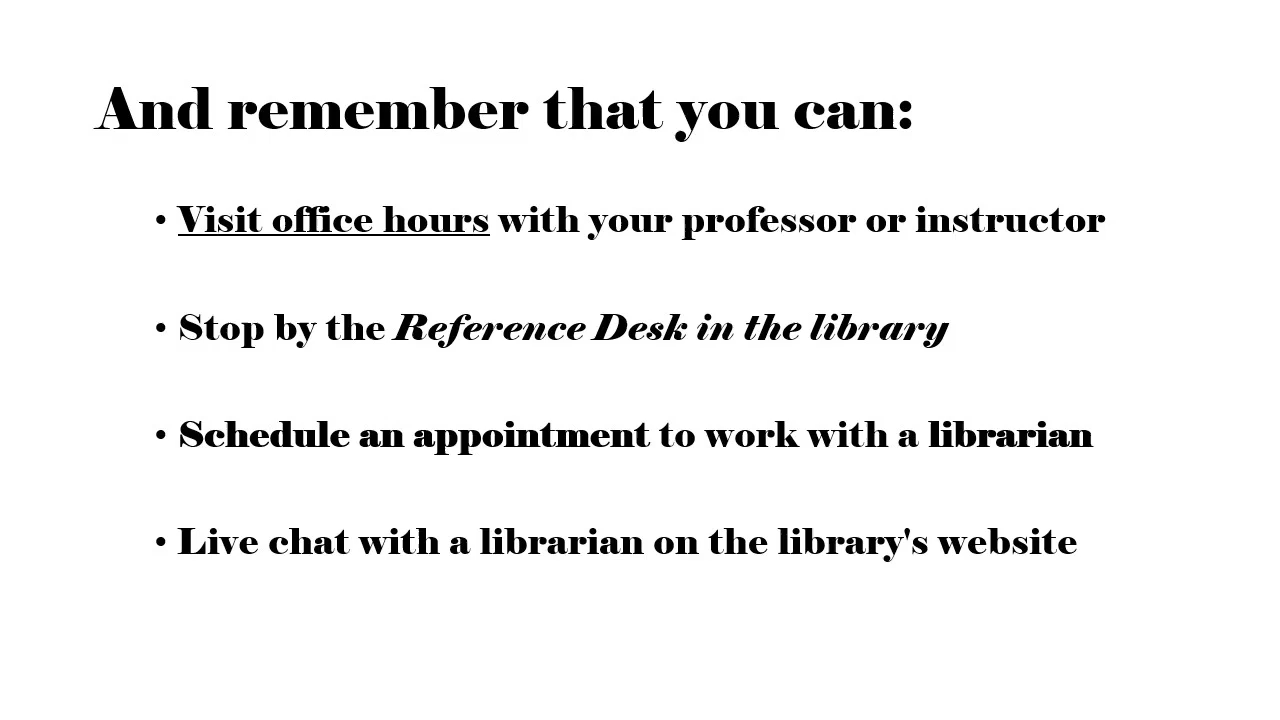 And remember that you can:
• Visit office hours with your professor or instructor
• Stop by the Reference Desk in the library
• Schedule an appointment to work with a librarian
• Live chat with a librarian on the library's website